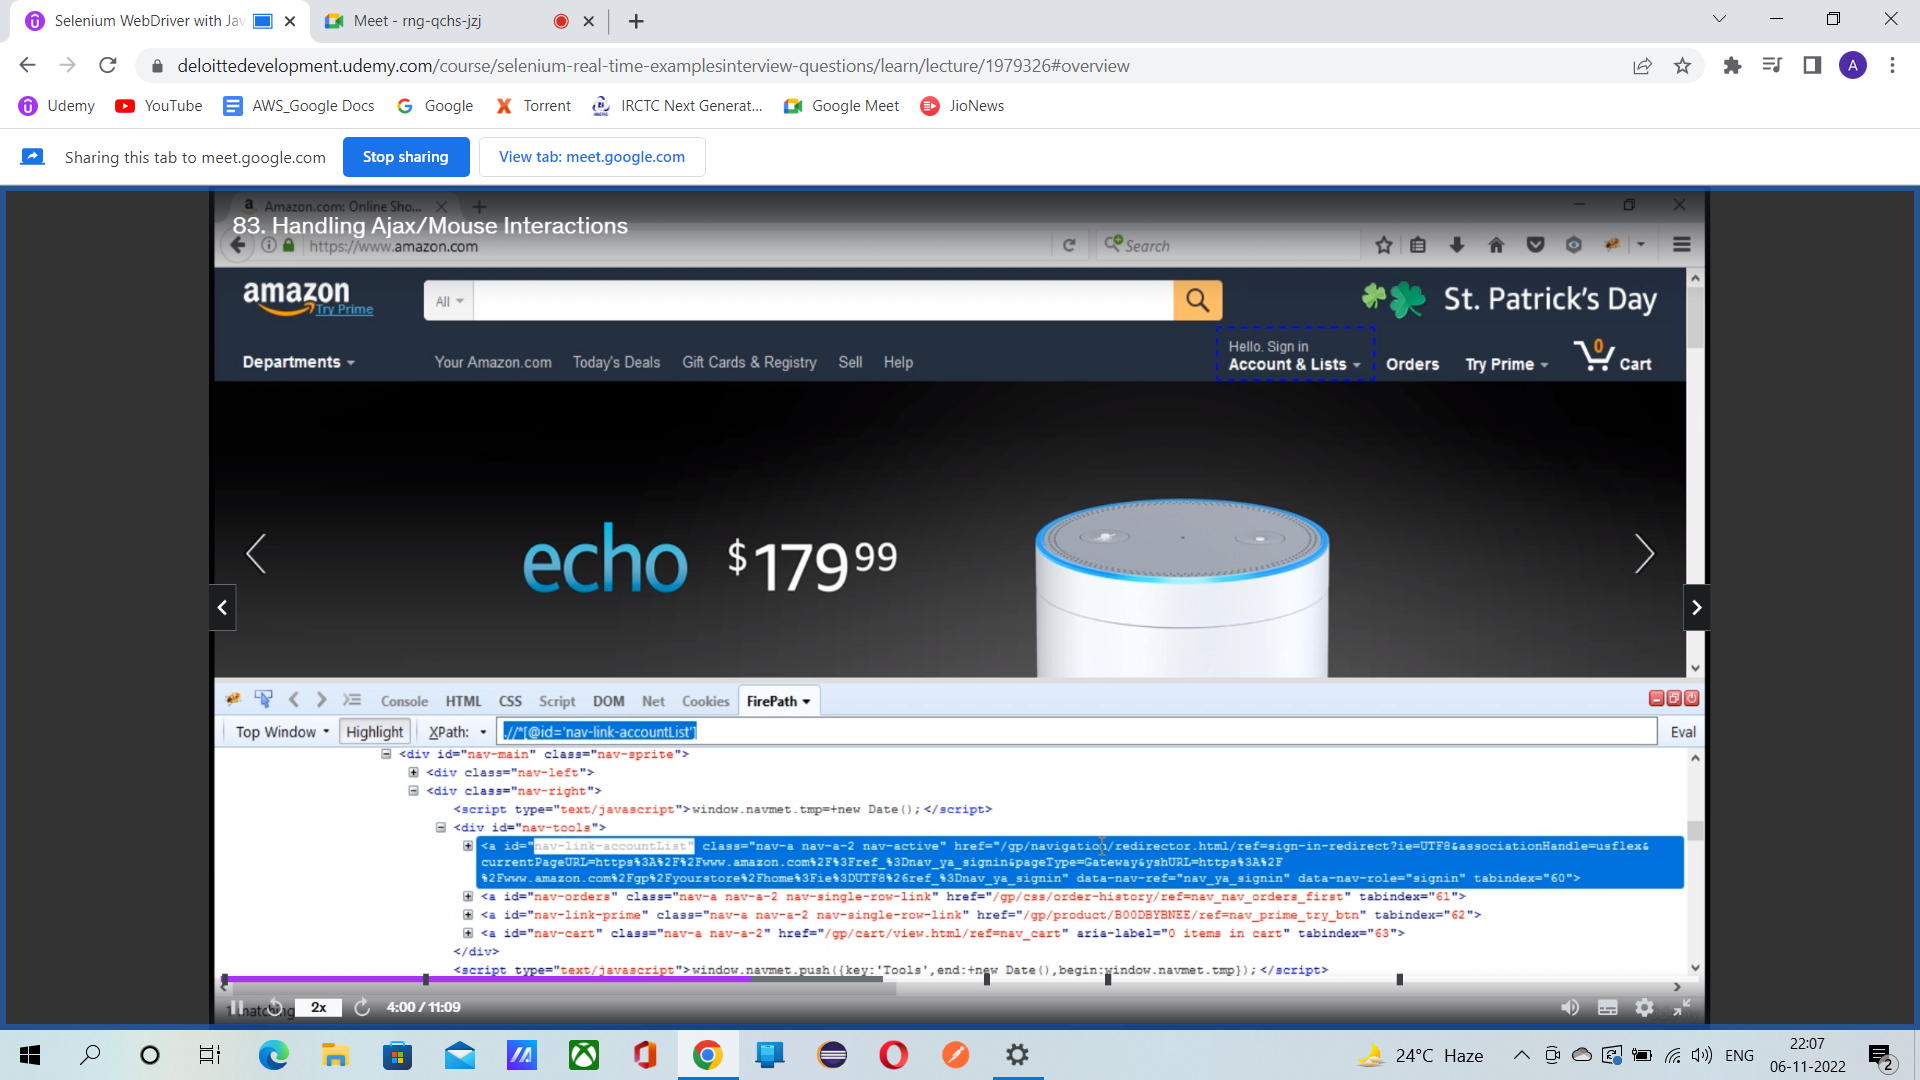 Selenium WebDriver with Jav
Meet - rng-qchs-jzj
deloittedevelopment.udemy.com/course/selenium-real-time-examplesinterview-questions/learn/lecture/1979326#overview
A
Udemy YouTube AWS_Google Docs Google Torrent IRCTC Next Generat... Google Meet JioNews
Sharing this tab to meet.google.com Stop sharing View tab: meet.google.com
Amazon.com: Online Sho...
83. Handling Ajax/Mouse Interactions
https://www.amazon.com Search
amazon
Try Prime
All
St. Patrick's Day
Hello. Sign in
Departments Your Amazon.com Today's Deals Gift Cards & Registry Sell Help Account & Lists Orders Try Prime 0 Cart
echo $179 99
Console HTML CSS Script DOM Net Cookies FirePath
Top Window Highlight XPath: .//*[@id='nav-link-accountList'] Eval
<div id="nav-main" class="nav-sprite">
<div class="nav-left">
<div class="nav-right">
<script type="text/javascript">window.navmet.tmp=+new Date();</script>
<div id="nav-tools">
<a id="nav-link-accountList" class="nav-a nav-a-2 nav-active" href="/gp/navigation/redirector.html/ref=sign-in-redirect?ie=UTF8&associationHandle=usflex&
currentPageURL=https%3A%2F%2Fwww.amazon.com%2F%3Fref_%3Dnav_ya_signin&pageType=Gateway&yshURL=https%3A%2F
%2Fwww.amazon.com%2Fgp%2Fyourstore%2Fhome%3Fie%3DUTF8%26ref_%3Dnav_ya_signin" data-nav-ref="nav_ya_signin" data-nav-role="signin" tabindex="60">
<a id="nav-orders" class="nav-a nav-a-2 nav-single-row-link" href="/gp/css/order-history/ref=nav_nav_orders_first" tabindex="61">
<a id="nav-link-prime" class="nav-a nav-a-2 nav-single-row-link" href="/gp/product/B00DBYBNEE/ref=nav_prime_try_btn" tabindex="62">
<a id="nav-cart" class="nav-a nav-a-2" href="/gp/cart/view.html/ref=nav_cart" aria-label="0 items in cart" tabindex="63">
</div>
<script type="text/javascript">window.navmet.push({key:'Tools',end:+new Date(),begin:window.navmet.tmp});</script>
2x 4:00 / 11:09
24°C Haze ENG 22:07
06-11-2022
2